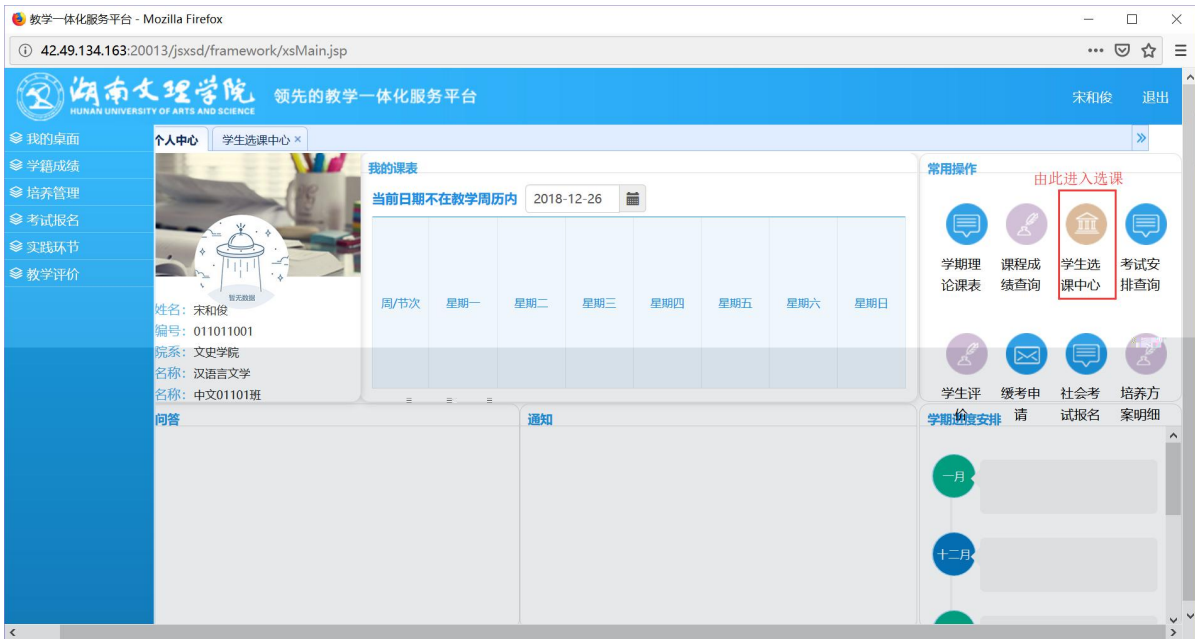 教学一体化服务平台 - Mozilla Firefox
42.49.134.163:20013/jsxsd/framework/xsMain.jsp
湖南文理学院
HUNAN UNIVERSITY OF ARTS AND SCIENCE
领先的教学一体化服务平台
宋和俊 退出
我的桌面
学籍成绩
培养管理
考试报名
实践环节
教学评价
个人中心 学生选课中心 ×
暂无数据
姓名: 宋和俊
编号: 011011001
院系: 文史学院
名称: 汉语言文学
名称: 中文01101班
我的课表
当前日期不在教学周历内 2018-12-26
周/节次 星期一 星期二 星期三 星期四 星期五 星期六 星期日
常用操作
由此进入选课
学期理论课表
课程成绩查询
学生选课中心
考试安排查询
学生评价
缓考申请
社会考试报名
培养方案明细
问答
通知
学期进度安排
一月
十二月